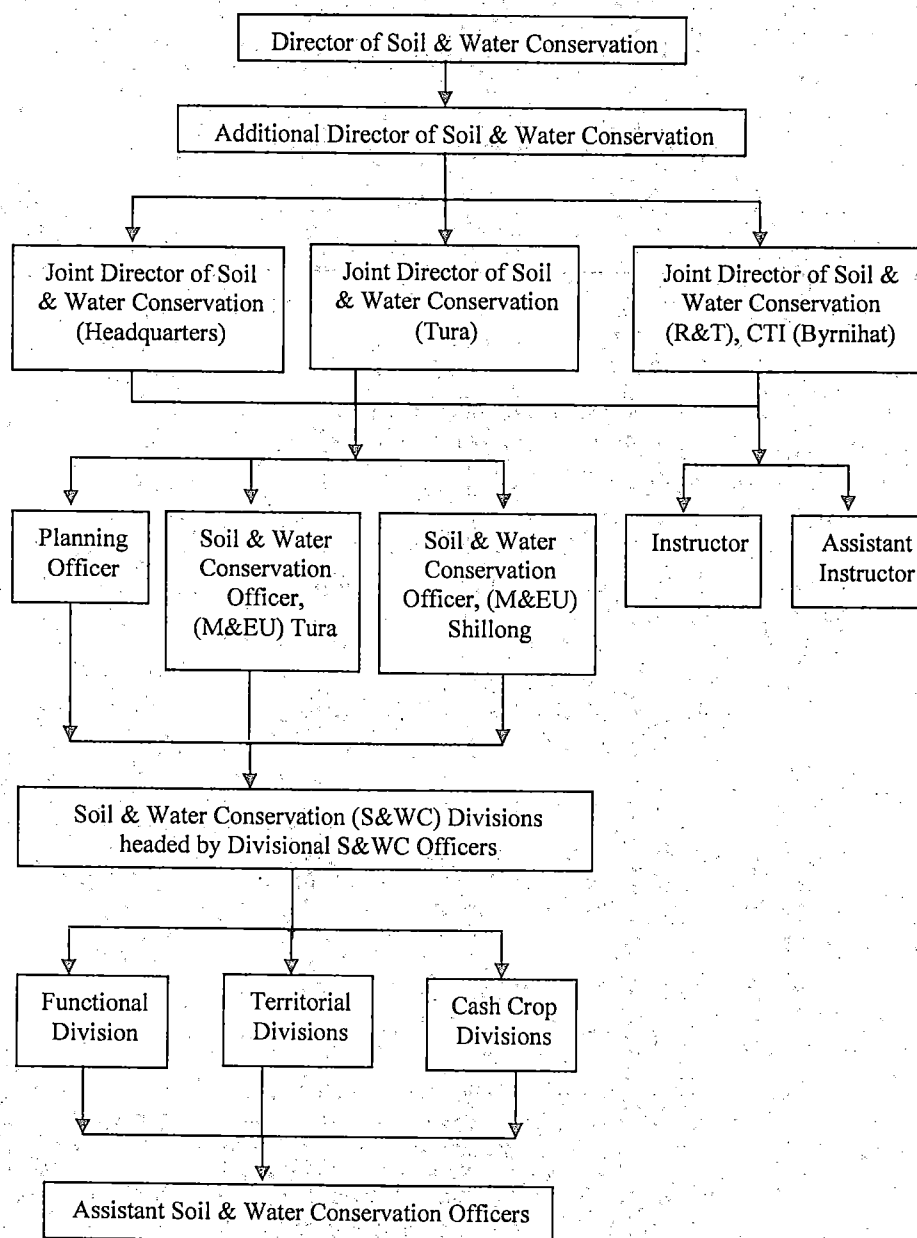 Director of Soil & Water Conservation
Additional Director of Soil & Water Conservation
Joint Director of Soil
& Water Conservation
(Headquarters)
Joint Director of Soil
& Water Conservation
(Tura)
Joint Director of Soil &
Water Conservation
(R&T), CTI (Byrnihat)
Planning
Officer
Soil & Water
Conservation
Officer,
(M&EU) Tura
Soil & Water
Conservation
Officer, (M&EU)
Shillong
Instructor
Assistant
Instructor
Soil & Water Conservation (S&WC) Divisions
headed by Divisional S&WC Officers
Functional
Division
Territorial
Divisions
Cash Crop
Divisions
Assistant Soil & Water Conservation Officers